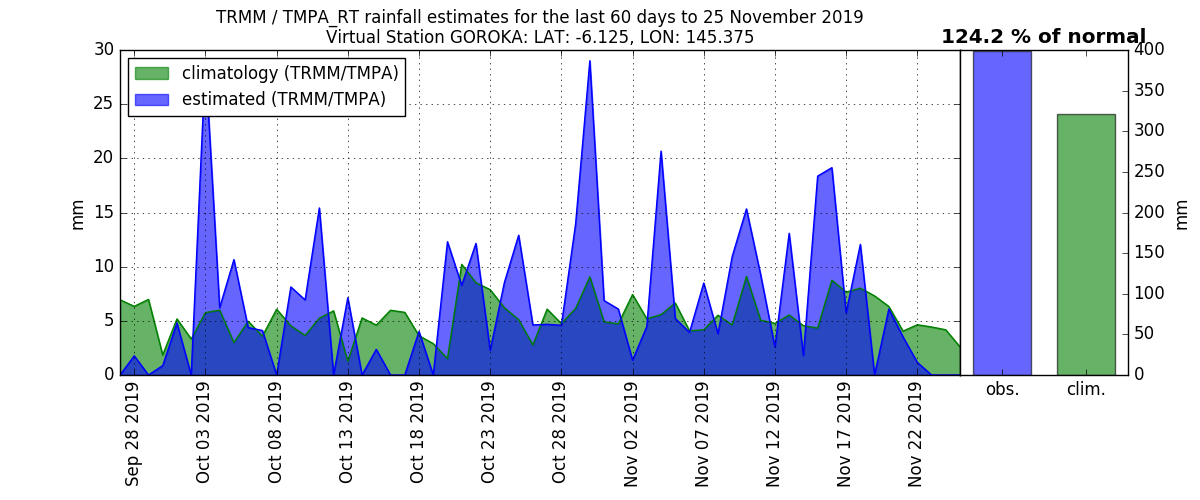 TRMM / TMPA_RT rainfall estimates for the last 60 days to 25 November 2019
Virtual Station GOROKA: LAT: -6.125, LON: 145.375
124.2 % of normal
climatology (TRMM/TMPA)
estimated (TRMM/TMPA)
mm
30
25
20
15
10
5
0
Sep 28 2019
Oct 03 2019
Oct 08 2019
Oct 13 2019
Oct 18 2019
Oct 23 2019
Oct 28 2019
Nov 02 2019
Nov 07 2019
Nov 12 2019
Nov 17 2019
Nov 22 2019
400
350
300
250
200
150
100
50
0
mm
obs.
clim.